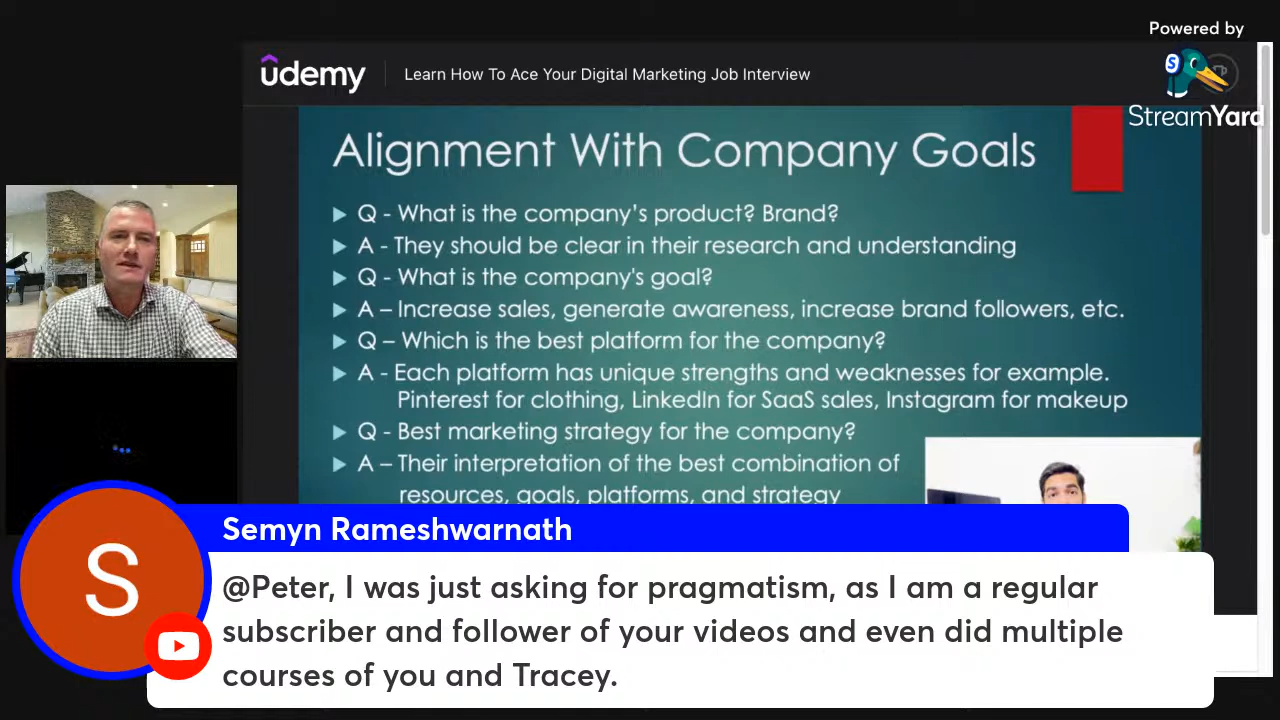 Powered by
StreamYard
udemy
Learn How To Ace Your Digital Marketing Job Interview
Alignment With Company Goals
Q - What is the company's product? Brand?
A - They should be clear in their research and understanding
Q - What is the company's goal?
A – Increase sales, generate awareness, increase brand followers, etc.
Q – Which is the best platform for the company?
A - Each platform has unique strengths and weaknesses for example.
Pinterest for clothing, LinkedIn for SaaS sales, Instagram for makeup
Q - Best marketing strategy for the company?
A – Their interpretation of the best combination of
resources, goals, platforms, and strategy
S
Semyn Rameshwarnath
S
@Peter, I was just asking for pragmatism, as I am a regular
subscriber and follower of your videos and even did multiple
courses of you and Tracey.